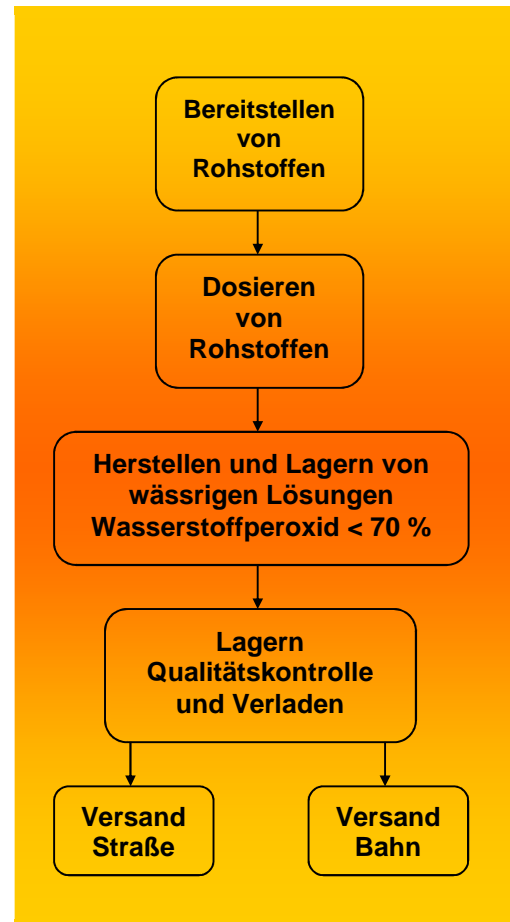 Bereitstellen
von
Rohstoffen
Dosieren
von
Rohstoffen
Herstellen und Lagern von
wässrigen Lösungen
Wasserstoffperoxid < 70 %
Lagern
Qualitätskontrolle
und Verladen
Versand
Straße
Versand
Bahn